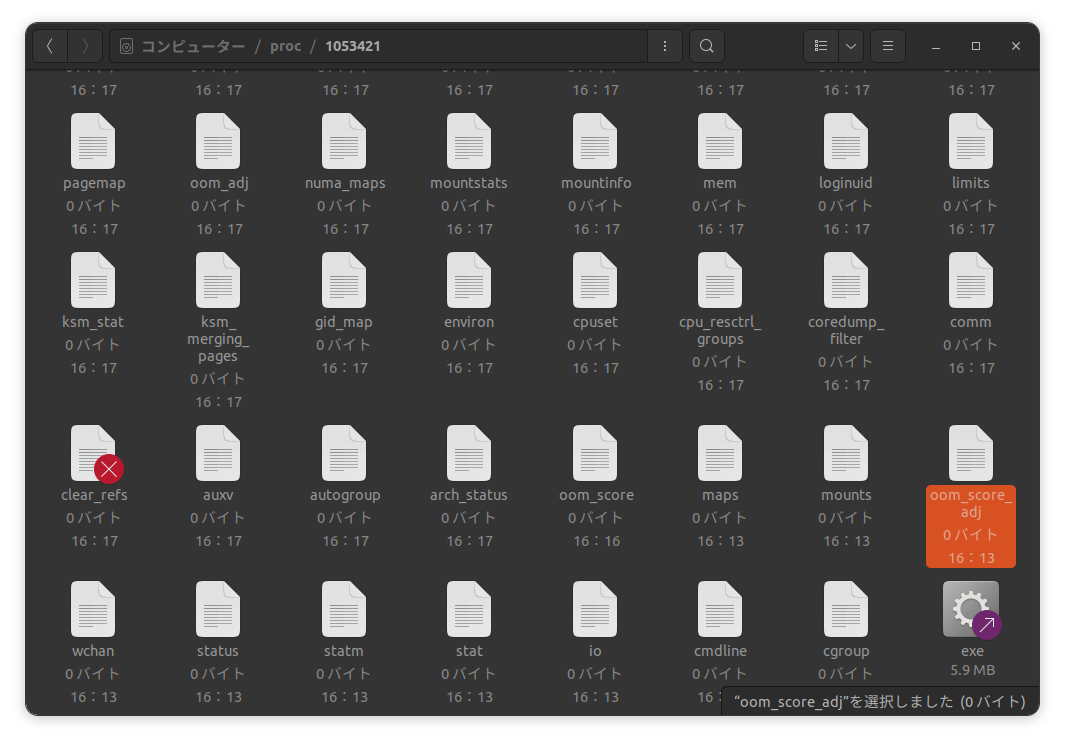 コンピューター / proc / 1053421
16：17 16：17 16：17 16：17 16：17 16：17 16：17 16：17
pagemap oom_adj numa_maps mountstats mountinfo mem loginuid limits
0 バイト 0 バイト 0 バイト 0 バイト 0 バイト 0 バイト 0 バイト 0 バイト
16：17 16：17 16：17 16：17 16：17 16：17 16：17 16：17
ksm_stat ksm_ gid_map environ cpuset cpu_resctrl_ coredump_ comm
merging_ groups filter
pages
0 バイト 0 バイト 0 バイト 0 バイト 0 バイト 0 バイト 0 バイト 0 バイト
16：17 16：17 16：17 16：17 16：17 16：17 16：17 16：17
clear_refs auxv autogroup arch_status oom_score maps mounts oom_score_
adj
0 バイト 0 バイト 0 バイト 0 バイト 0 バイト 0 バイト 0 バイト 0 バイト
16：17 16：17 16：17 16：17 16：16 16：13 16：13 16：13
wchan status statm stat io cmdline cgroup exe
0 バイト 0 バイト 0 バイト 0 バイト 0 バイト 0 バイト 0 バイト 5.9 MB
16：13 16：13 16：13 16：13 16：13
“oom_score_adj”を選択しました (0 バイト)